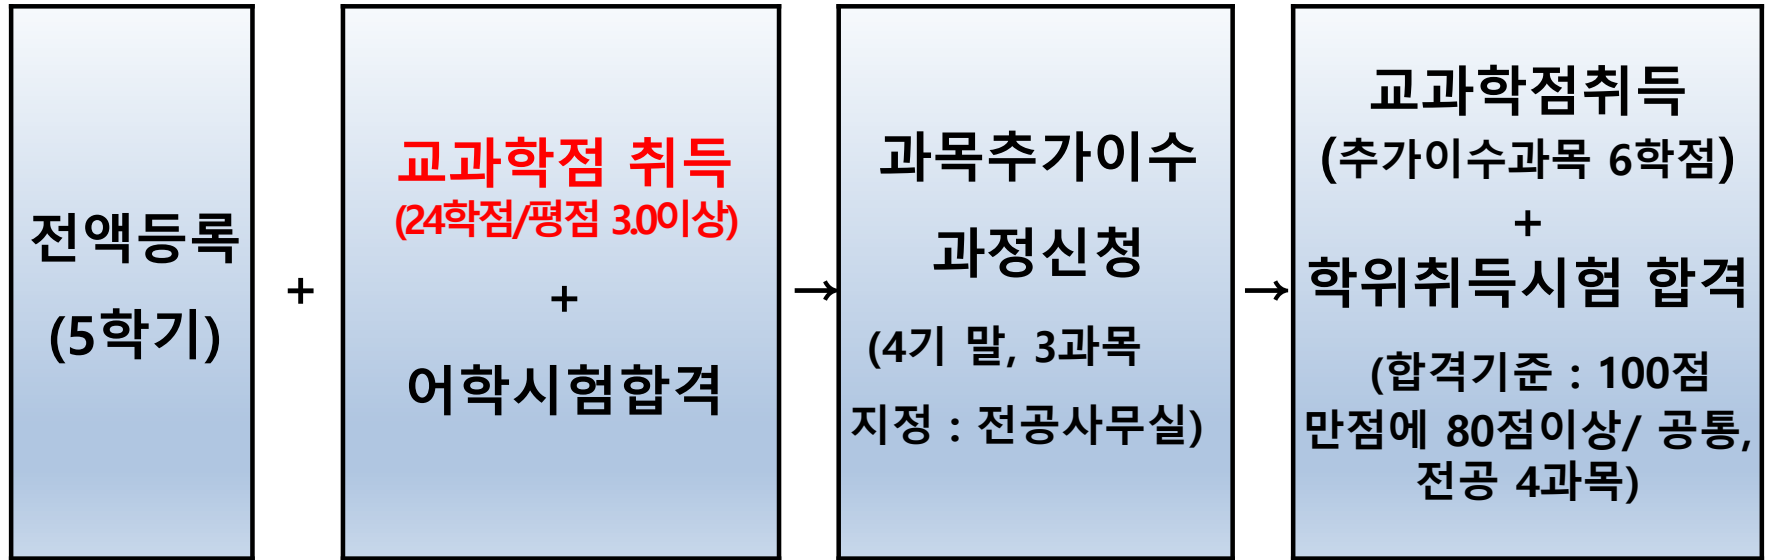 전액등록
(5학기)
+
교과학점 취득
(24학점/평점 3.0이상)
+
어학시험합격
→
과목추가이수
과정신청
(4기 말, 3과목
지정 : 전공사무실)
→
교과학점취득
(추가이수과목 6학점)
+
학위취득시험 합격
(합격기준 : 100점
만점에 80점이상/ 공통,
전공 4과목)